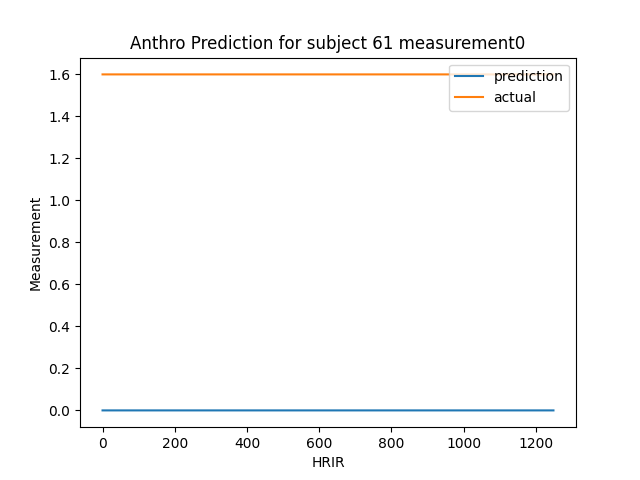 Anthro Prediction for subject 61 measurement0
prediction
actual
1.6
1.4
1.2
1.0
0.8
0.6
0.4
0.2
0.0
Measurement
0 200 400 600 800 1000 1200
HRIR